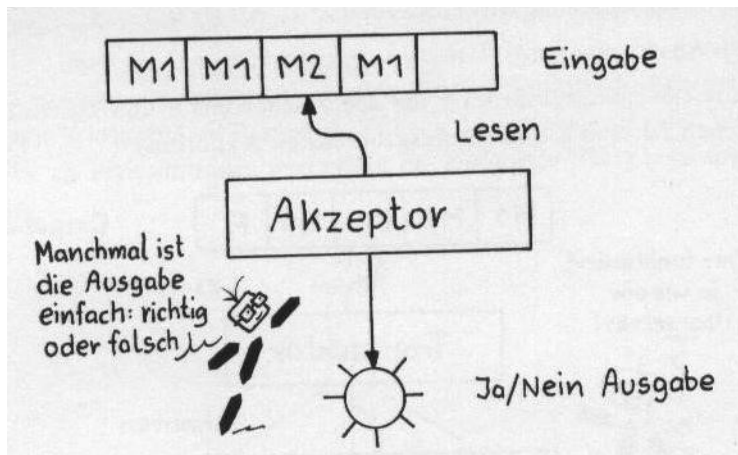 M1 M1 M2 M1
Eingabe
Lesen
Akzeptor
Manchmal ist
die Ausgabe
einfach: richtig
oder falsch
Ja/Nein Ausgabe